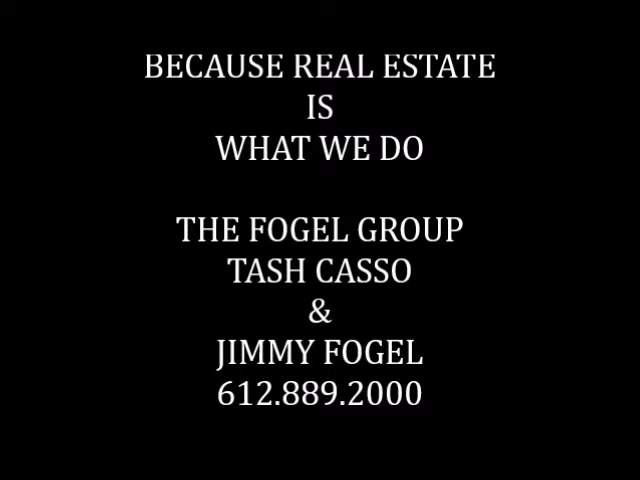 BECAUSE REAL ESTATE
IS
WHAT WE DO
THE FOGEL GROUP
TASH CASSO
&
JIMMY FOGEL
612.889.2000